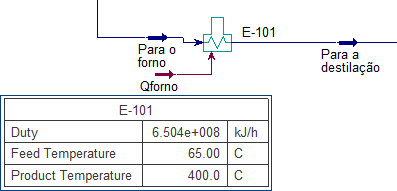 E-101
Para o
forno
Para a
destilação
Qforno
E-101
Duty 6.504e+008 kJ/h
Feed Temperature 65.00 C
Product Temperature 400.0 C